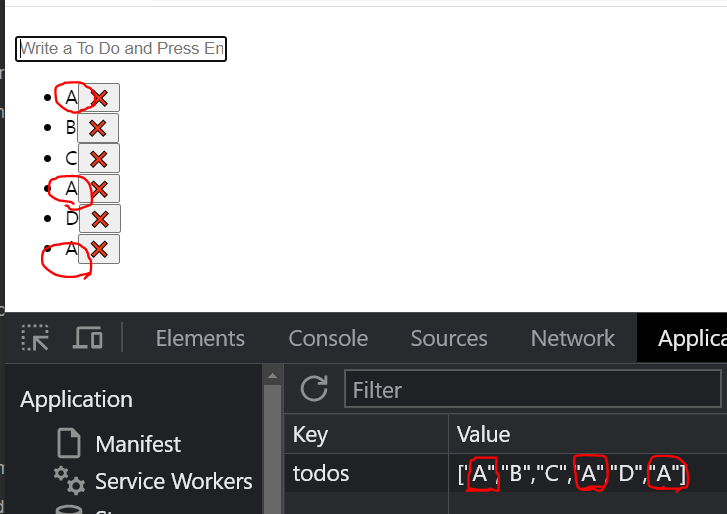 Write a To Do and Press En
A
B
C
A
D
A
Elements Console Sources Network Applica
Application
Filter
Manifest
Key Value
Service Workers
todos ["A","B","C","A","D","A"]